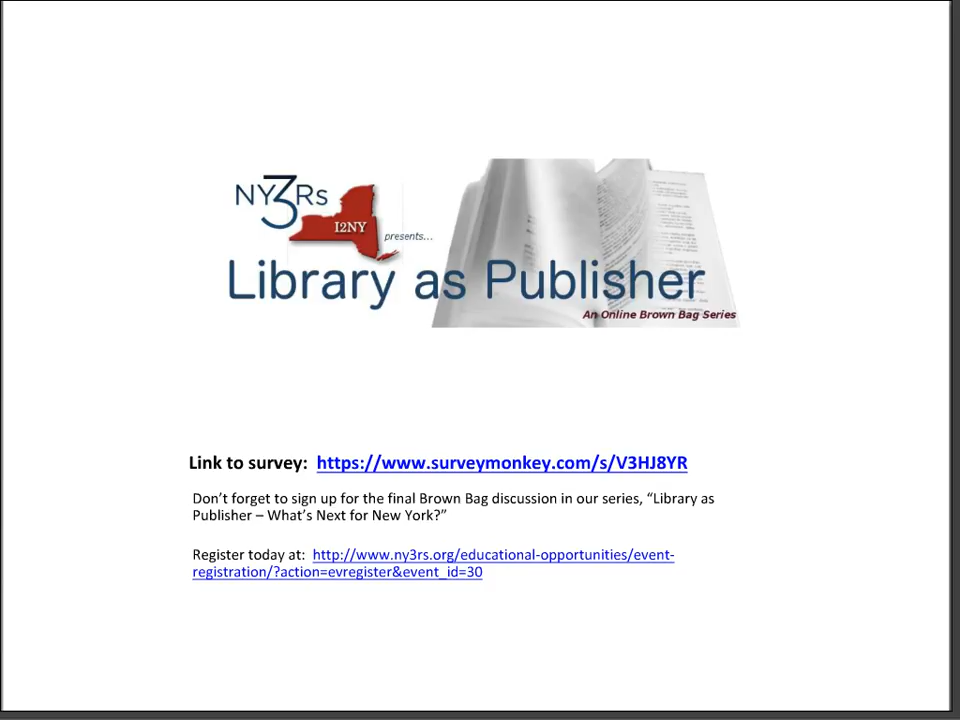 NY3Rs
I2NY
presents...
Library as Publisher
An Online Brown Bag Series
Link to survey: https://www.surveymonkey.com/s/V3HJ8YR
Don’t forget to sign up for the final Brown Bag discussion in our series, “Library as
Publisher – What’s Next for New York?”
Register today at: http://www.ny3rs.org/educational-opportunities/event-
registration/?action=evregister&event_id=30